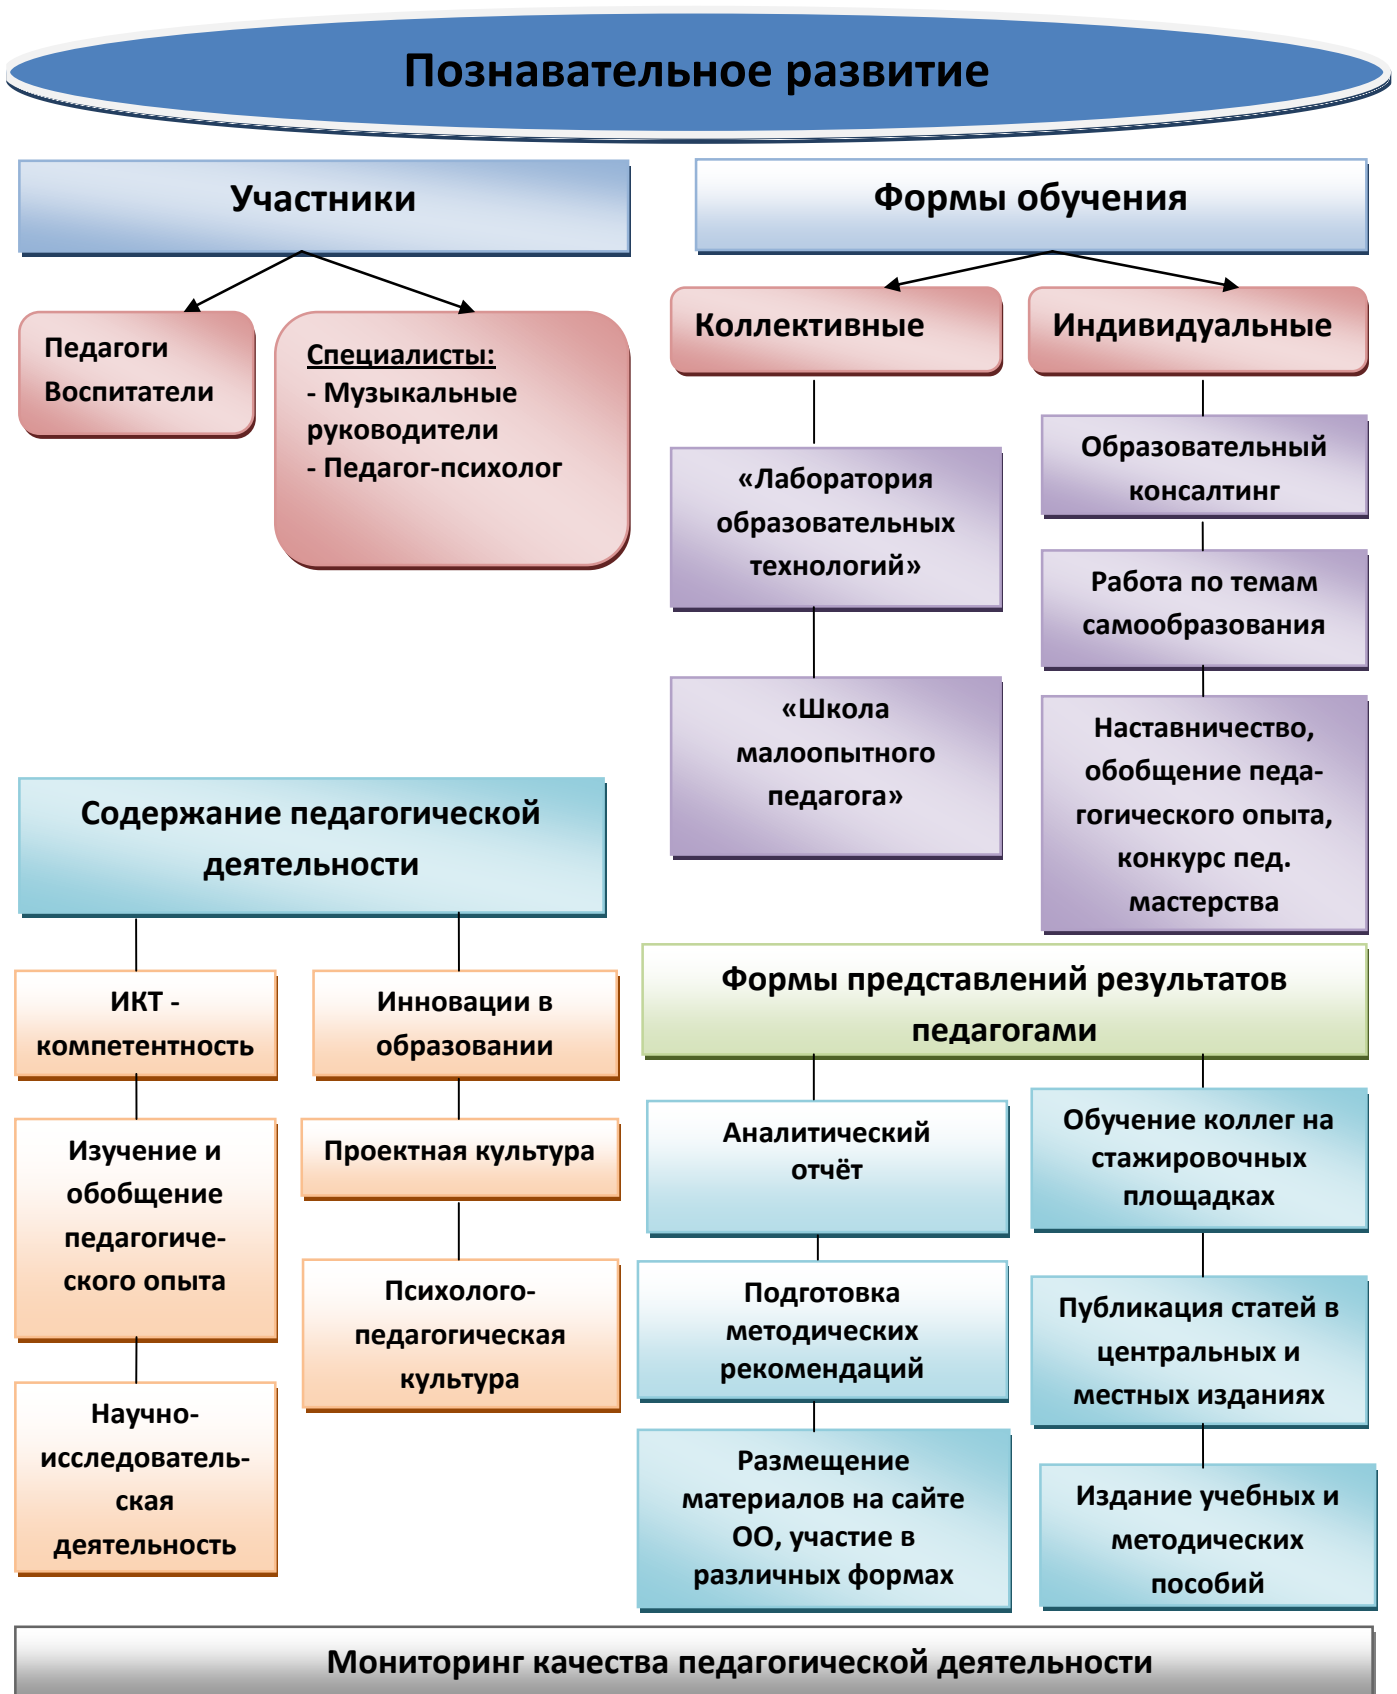 Познавательное развитие
Участники
Педагоги
Воспитатели
Специалисты:
- Музыкальные
руководители
- Педагог-психолог
Формы обучения
Коллективные
«Лаборатория
образовательных
технологий»
«Школа
малоопытного
педагога»
Индивидуальные
Образовательный
консалтинг
Работа по темам
самообразования
Наставничество,
обобщение педа-
гогического опыта,
конкурс пед.
мастерства
Содержание педагогической
деятельности
ИКТ -
компетентность
Изучение и
обобщение
педагогиче-
ского опыта
Научно-
исследователь-
ская
деятельность
Инновации в
образовании
Проектная культура
Психолого-
педагогическая
культура
Формы представлений результатов
педагогами
Аналитический
отчёт
Подготовка
методических
рекомендаций
Размещение
материалов на сайте
ОО, участие в
различных формах
Обучение коллег на
стажировочных
площадках
Публикация статей в
центральных и
местных изданиях
Издание учебных и
методических
пособий
Мониторинг качества педагогической деятельности